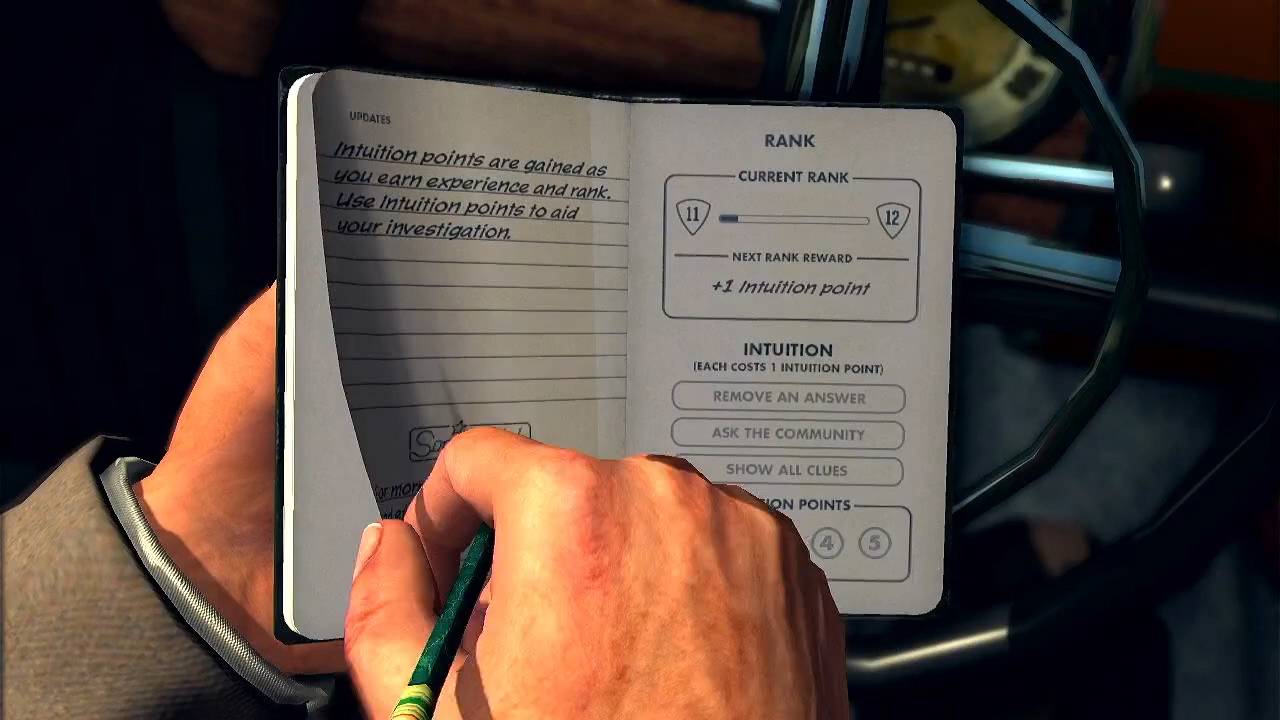 UPDATES
Intuition points are gained as
you earn experience and rank.
Use Intuition points to aid
your investigation.
for
RANK
CURRENT RANK
11
12
NEXT RANK REWARD
+1 Intuition point
INTUITION
(EACH COSTS 1 INTUITION POINT)
REMOVE AN ANSWER
ASK THE COMMUNITY
SHOW ALL CLUES
POINTS
4 5